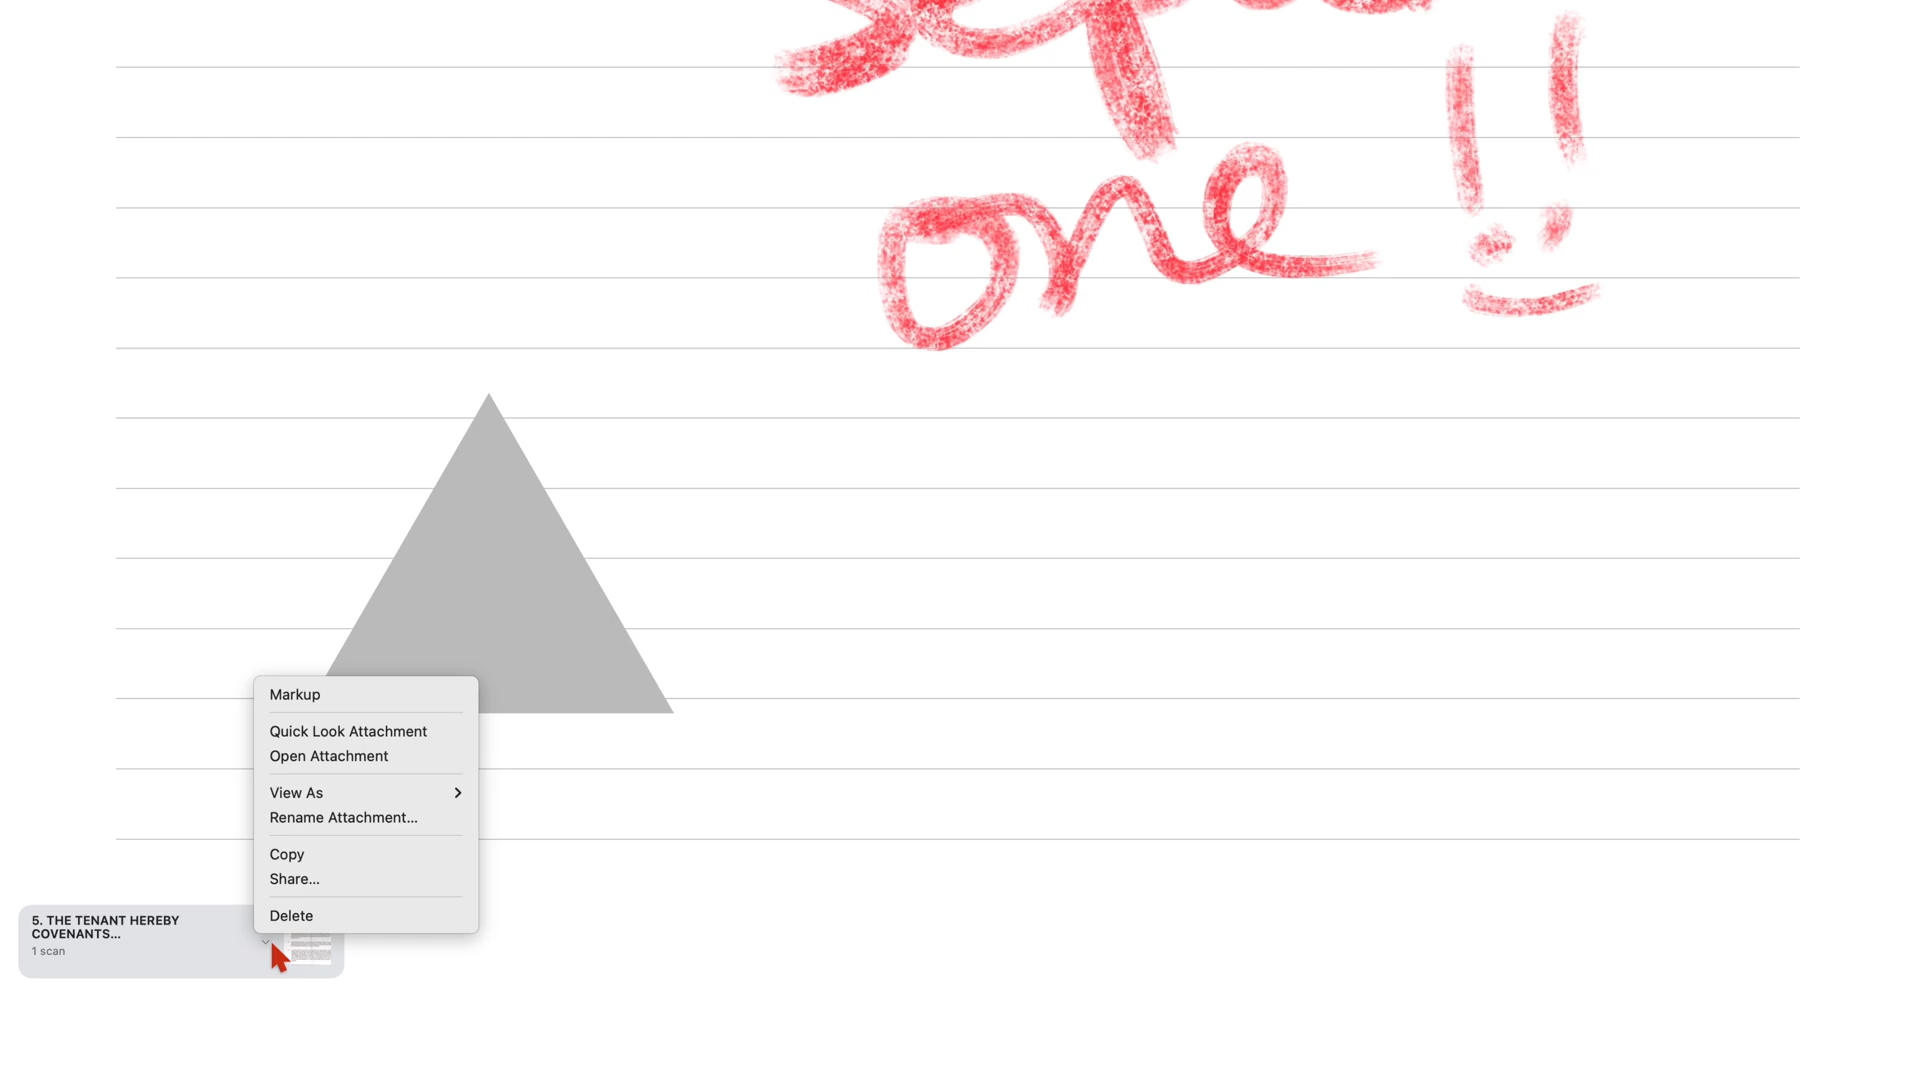 one !!
Markup
Quick Look Attachment
Open Attachment
View As
Rename Attachment...
Copy
Share...
Delete
5. THE TENANT HEREBY
COVENANTS...
1 scan